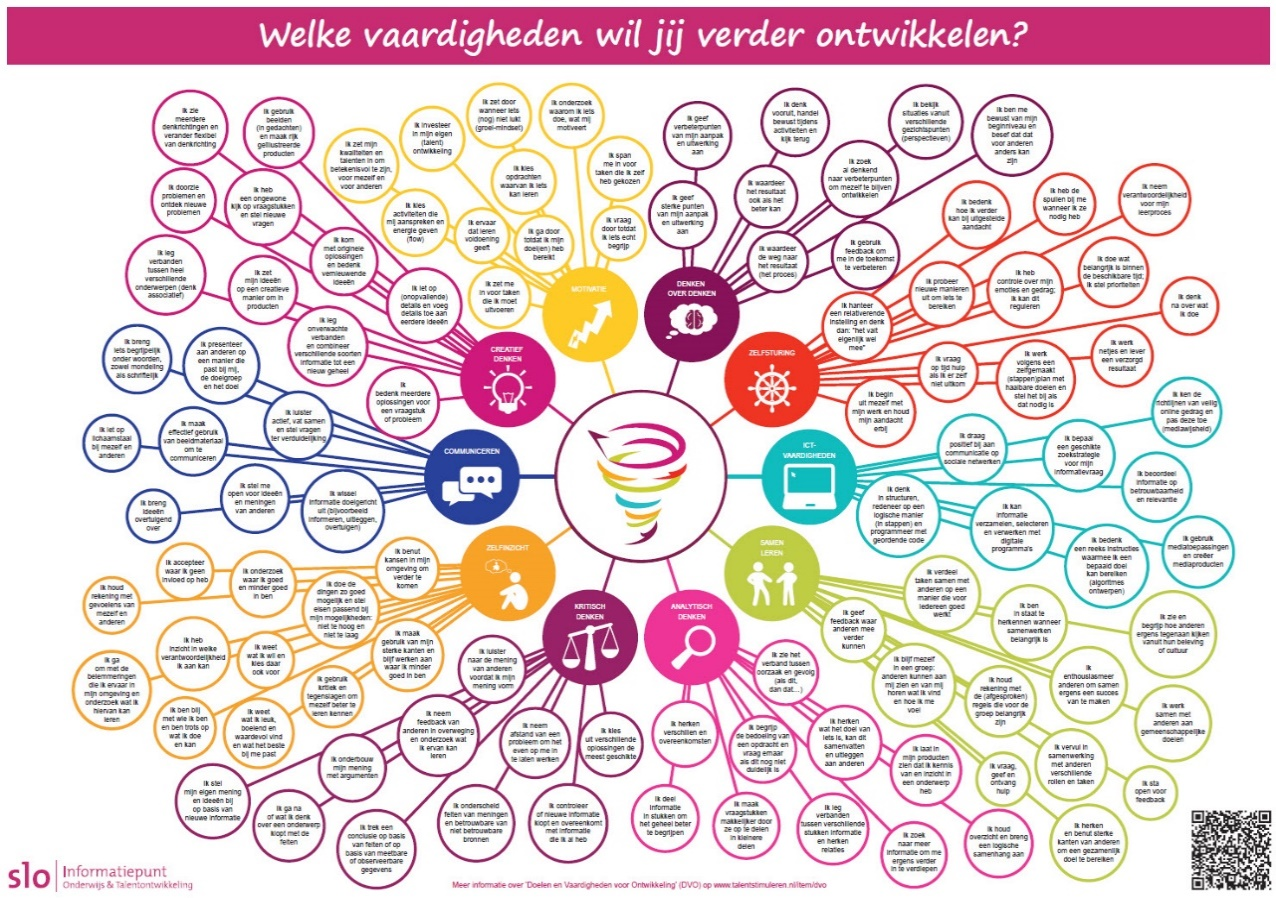 Welke vaardigheden wil jij verder ontwikkelen?
CREATIEF
DENKEN
Ik zie
meerdere
denkrichtingen en
verander flexibel
van denkrichting
Ik gebruik
beelden
(in gedachten)
en maak rijk
geïllustreerde
producten
Ik doorzie
problemen en
ontdek nieuwe
problemen
Ik heb
een ongewone
kijk op vraagstukken
en stel nieuwe
vragen
Ik leg
verbanden
tussen heel
verschillende
onderwerpen (denk
associatief)
Ik zet
mijn ideeën
op een creatieve
manier om in
producten
Ik kom
met originele
oplossingen
en bedenk
vernieuwende
ideeën
Ik let op
(onopvallende)
details en voeg
details toe aan
eerdere ideeën
Ik leg
onverwachte
verbanden
en combineer
verschillende soorten
informatie tot een
nieuw geheel
Ik
bedenk meerdere
oplossingen voor
een vraagstuk
of probleem
MOTIVATIE
Ik zet mijn
kwaliteiten en
talenten in om
betekenisvol te zijn,
voor mezelf en
voor anderen
Ik investeer
in mijn eigen
(talent)
ontwikkeling
Ik zet door
wanneer iets
(nog) niet lukt
(groei-mindset)
Ik onderzoek
waarom ik iets
doe, wat mij
motiveert
Ik kies
opdrachten
waarvan ik iets
kan leren
Ik span
me in voor
taken die ik zelf
heb gekozen
Ik kies
activiteiten die
mij aanspreken en
energie geven
(flow)
Ik ervaar
dat leren
voldoening
geeft
Ik ga door
totdat ik mijn
doel(en) heb
bereikt
Ik vraag
door totdat
ik iets echt
begrijp
Ik zet me
in voor taken
die ik moet
uitvoeren
DENKEN
OVER DENKEN
Ik geef
verbeterpunten
van mijn aanpak
en uitwerking
aan
Ik denk
vooruit, handel
bewust tijdens
activiteiten en
kijk terug
Ik bekijk
situaties vanuit
verschillende
gezichtspunten
(perspectieven)
Ik ben me
bewust van mijn
beginniveau en
besef dat dat
voor anderen
anders kan
zijn
Ik geef
sterke punten
van mijn aanpak
en uitwerking
aan
Ik waardeer
het resultaat
ook als het
beter kan
Ik zoek
al denkend
naar verbeterpunten
om mezelf te blijven
ontwikkelen
Ik waardeer
de weg naar
het resultaat
(het proces)
Ik gebruik
feedback om
me in de toekomst
te verbeteren
ZELFSTURING
Ik bedenk
hoe ik verder
kan bij uitgestelde
aandacht
Ik heb de
spullen bij me
wanneer ik ze
nodig heb
Ik neem
verantwoordelijkheid
voor mijn
leerproces
Ik hanteer
een relativerende
instelling en denk
dan: "het valt
eigenlijk wel
mee"
Ik probeer
nieuwe manieren
uit om iets te
bereiken
Ik heb
controle over mijn
emoties en gedrag;
ik kan dit
reguleren
Ik doe wat
belangrijk is binnen
de beschikbare tijd;
ik stel prioriteiten
Ik denk
na over wat
ik doe
Ik vraag
op tijd hulp
als ik er zelf
niet uitkom
Ik werk
volgens een
zelfgemaakt
(stappen)plan met
haalbare doelen en
stel het bij als
dat nodig is
Ik werk
netjes en lever
een verzorgd
resultaat
Ik begin
uit mezelf met
mijn werk en houd
mijn aandacht
erbij
COMMUNICEREN
Ik breng
iets begrijpelijk
onder woorden,
zowel mondeling
als schriftelijk
Ik presenteer
aan anderen op
een manier die
past bij mij,
de doelgroep
en het doel
Ik let op
lichaamstaal
bij mezelf en
anderen
Ik maak
effectief gebruik
van beeldmateriaal
om te
communiceren
Ik luister
actief, vat samen
en stel vragen
ter verduidelijking
Ik breng
ideeën
overtuigend
over
Ik stel me
open voor ideeën
en meningen
van anderen
Ik wissel
informatie doelgericht
uit (bijvoorbeeld
informeren, uitleggen,
overtuigen)
ICT-
VAARDIGHEDEN
Ik draag
positief bij aan
communicatie op
sociale netwerken
Ik bepaal
een geschikte
zoekstrategie
voor mijn
informatievraag
Ik ken de
richtlijnen van veilig
online gedrag en
pas deze toe
(mediawijsheid)
Ik denk
in structuren,
redeneer op een
logische manier
(in stappen) en
programmeer met
geordende code
Ik kan
informatie
verzamelen, selecteren
en verwerken met
digitale
programma's
Ik beoordeel
informatie op
betrouwbaarheid
en relevantie
Ik bedenk
een reeks instructies
waarmee ik een
bepaald doel
kan bereiken
(algoritmes
ontwerpen)
Ik gebruik
mediatoepassingen
en creëer
mediaproducten
ZELFINZICHT
Ik accepteer
waar ik geen
invloed op heb
Ik onderzoek
waar ik goed
en minder goed
in ben
Ik benut
kansen in mijn
omgeving om
verder te
komen
Ik houd
rekening met
gevoelens van
mezelf en
anderen
Ik doe de
dingen zo goed
mogelijk en stel
eisen passend bij
mijn mogelijkheden:
niet te hoog en
niet te laag
Ik heb
inzicht in welke
verantwoordelijkheid
ik aan kan
Ik weet
wat ik wil en
kies daar
ook voor
Ik maak
gebruik van mijn
sterke kanten en
blijf werken aan
waar ik minder
goed in ben
Ik ga
om met de
belemmeringen
die ik ervaar in
mijn omgeving en
onderzoek wat ik
hiervan kan
leren
Ik gebruik
kritiek en
tegenslagen om
mezelf beter te
leren kennen
Ik ben blij
met wie ik ben
en ben trots op
wat ik doe
en kan
Ik weet
wat ik leuk,
boeiend en
waardevol vind
en wat het beste
bij me past
KRITISCH
DENKEN
Ik luister
naar de mening
van anderen
voordat ik mijn
mening vorm
Ik neem
feedback van
anderen in overweging
en onderzoek wat
ik ervan kan
leren
Ik neem
afstand van een
probleem om het
even op me in
te laten werken
Ik kies
uit verschillende
oplossingen de
meest geschikte
Ik onderbouw
mijn mening
met argumenten
Ik stel
mijn eigen mening
en ideeën bij
op basis van
nieuwe informatie
Ik ga na
of wat ik denk
over een onderwerp
klopt met de
feiten
Ik trek een
conclusie op basis
van feiten of op
basis van meetbare
of observeerbare
gegevens
Ik onderscheid
feiten van meningen
en betrouwbare van
niet betrouwbare
bronnen
Ik controleer
of nieuwe informatie
klopt en overeenkomt
met informatie
die ik al heb
ANALYTISCH
DENKEN
Ik zie het
verband tussen
oorzaak en gevolg
(als dit,
dan dat...)
Ik herken
verschillen en
overeenkomsten
Ik begrijp
de bedoeling van
een opdracht en
vraag ernaar
als dit nog niet
duidelijk is
Ik herken
wat het doel van
iets is, kan dit
samenvatten
en uitleggen
aan anderen
Ik laat in
mijn producten
zien dat ik kennis
van en inzicht in
een onderwerp
heb
Ik deel
informatie
in stukken om
het geheel beter
te begrijpen
Ik maak
vraagstukken
makkelijker door
ze op te delen
in kleinere
delen
Ik leg
verbanden
tussen verschillende
stukken informatie
en herken
relaties
Ik zoek
naar meer
informatie om me
ergens verder
in te verdiepen
Ik houd
overzicht en breng
een logische
samenhang aan
SAMEN
LEREN
Ik verdeel
taken samen met
anderen op een
manier die voor
iedereen goed
werkt
Ik geef
feedback waar
anderen mee
verder
kunnen
Ik ben
in staat te
herkennen wanneer
samenwerken
belangrijk is
Ik zie en
begrijp hoe anderen
ergens tegenaan kijken
vanuit hun beleving
of cultuur
Ik blijf mezelf
in een groep;
anderen kunnen aan
mij zien en van mij
horen wat ik vind
en hoe ik me
voel
Ik houd
rekening met
de (afgesproken)
regels die voor de
groep belangrijk
zijn
Ik
enthousiasmeer
anderen om samen
ergens een succes
van te maken
Ik werk
samen met
anderen aan
gemeenschappelijke
doelen
Ik vraag,
geef en
ontvang
hulp
Ik vervul in
samenwerking
met anderen
verschillende
rollen en taken
Ik sta
open voor
feedback
Ik herken
en benut sterke
kanten van anderen
om een gezamenlijk
doel te bereiken
slo Informatiepunt
Onderwijs & Talentontwikkeling
Meer informatie over 'Doelen en Vaardigheden voor Ontwikkeling' (DVO) op www.talentstimuleren.nl/item/dvo